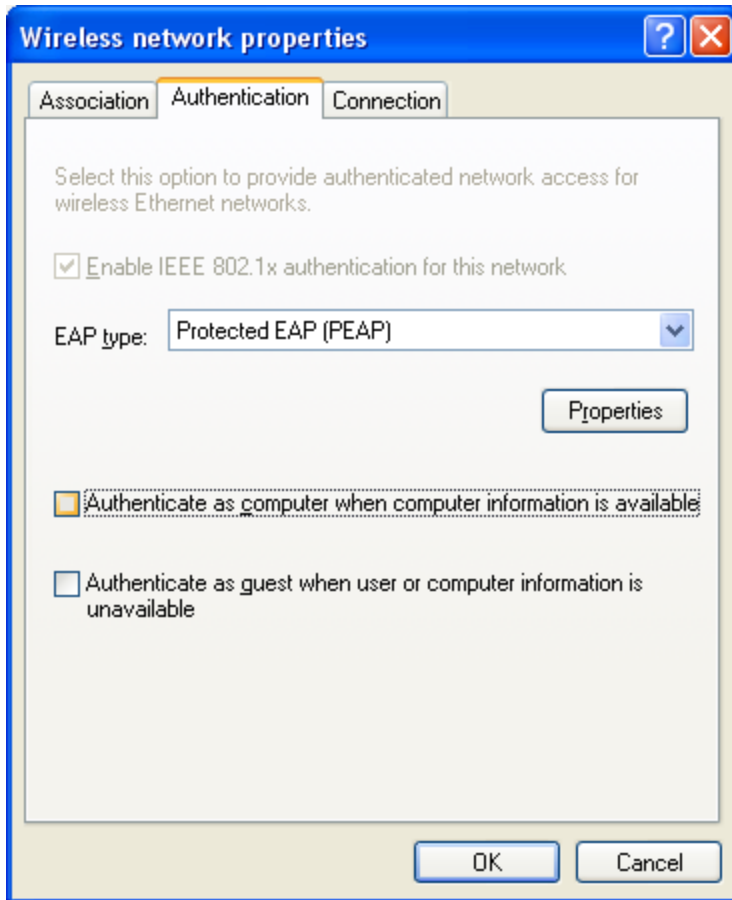 Wireless network properties
?
Association Authentication Connection
Select this option to provide authenticated network access for
wireless Ethernet networks.
Enable IEEE 802.1x authentication for this network
EAP type: Protected EAP (PEAP)
Properties
Authenticate as computer when computer information is available
Authenticate as guest when user or computer information is
unavailable
OK Cancel